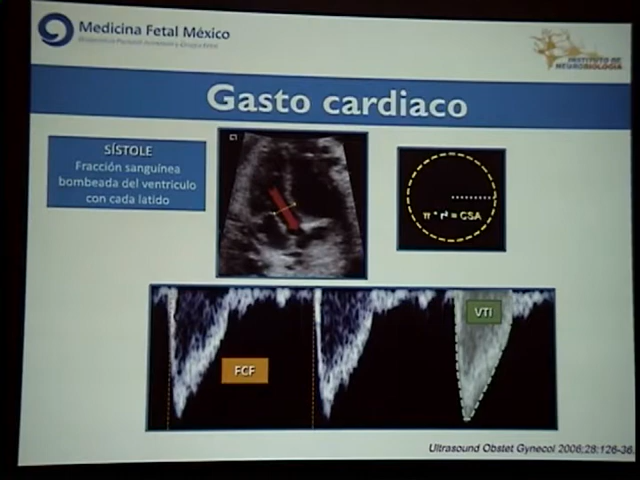 Medicina Fetal México
INSTITUTO DE
NEUROBIOLOGÍA
Gasto cardiaco
SÍSTOLE
Fracción sanguínea
bombeada del ventriculo
con cada latido
π * r² = CSA
VTI
FCF
Ultrasound Obstet Gynecol 2006;28:126-36.